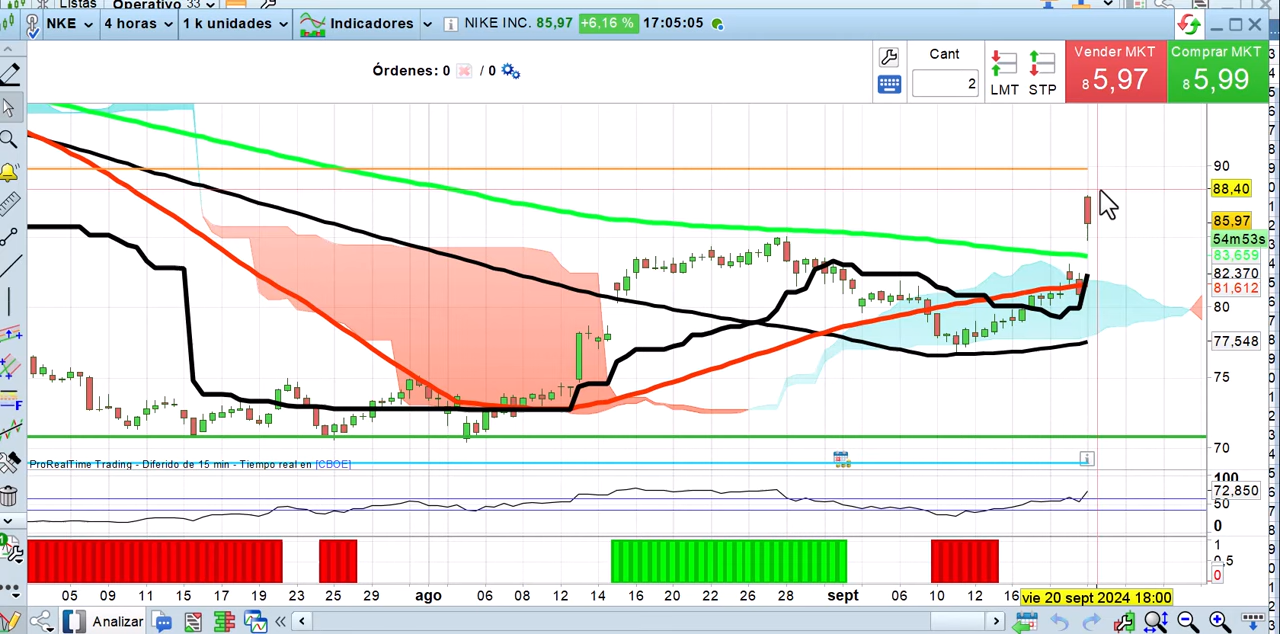 Listas Operativo 33
NKE 4 horas 1 k unidades Indicadores i NIKE INC. 85,97 +6,16 % 17:05:05
Órdenes: 0 / 0
Cant
2
LMT STP
Vender MKT
8 5,97
Comprar MKT
8 5,99
90
88,40
85,97
54m53s
83,659
82,370
81,612
80
77,548
75
70
ProRealTime Trading - Diferido de 15 min - Tiempo real en [CBOE]
i
100
72,850
50
0
1
0,5
0
05 09 11 15 17 19 23 25 29 ago 06 08 12 14 16 20 22 26 28 sept 06 10 12 16 vie 20 sept 2024 18:00
Analizar